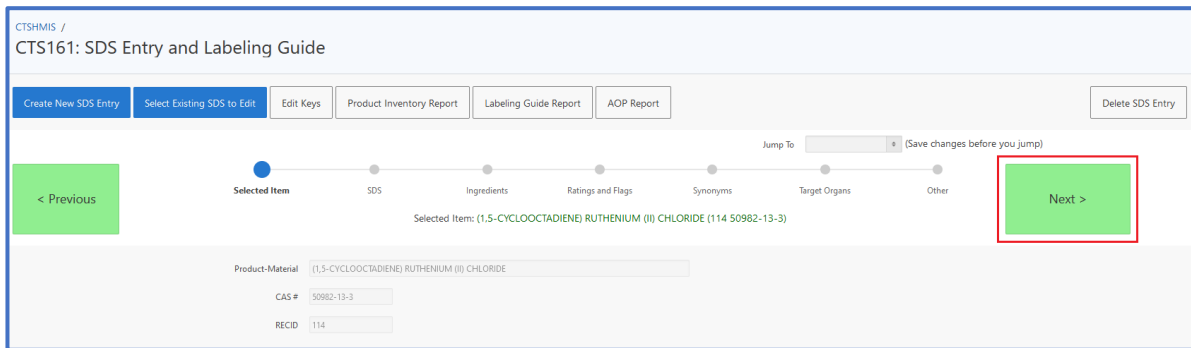 CTSHMIS /
CTS161: SDS Entry and Labeling Guide
Create New SDS Entry Select Existing SDS to Edit Edit Keys Product Inventory Report Labeling Guide Report AOP Report Delete SDS Entry
Jump To (Save changes before you jump)
< Previous
Selected Item SDS Ingredients Ratings and Flags Synonyms Target Organs Other
Next >
Selected Item: (1,5-CYCLOOCTADIENE) RUTHENIUM (II) CHLORIDE (114 50982-13-3)
Product-Material (1,5-CYCLOOCTADIENE) RUTHENIUM (II) CHLORIDE
CAS # 50982-13-3
RECID 114